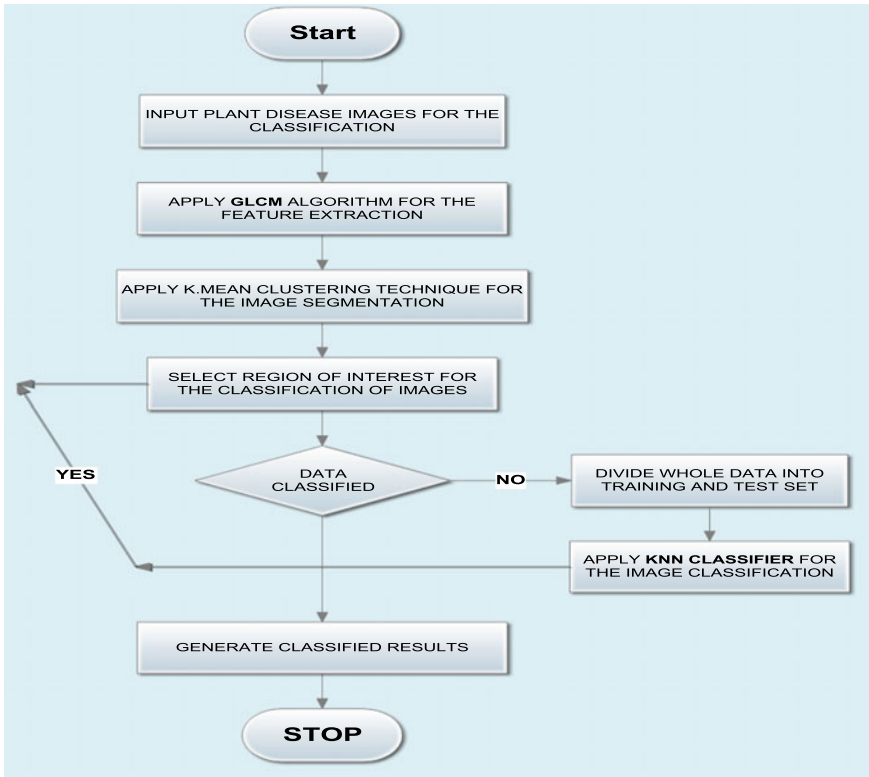 Start
INPUT PLANT DISEASE IMAGES FOR THE
CLASSIFICATION
APPLY GLCM ALGORITHM FOR THE
FEATURE EXTRACTION
APPLY K.MEAN CLUSTERING TECHNIQUE FOR
THE IMAGE SEGMENTATION
SELECT REGION OF INTEREST FOR
THE CLASSIFICATION OF IMAGES
YES
DATA
CLASSIFIED
NO
DIVIDE WHOLE DATA INTO
TRAINING AND TEST SET
APPLY KNN CLASSIFIER FOR
THE IMAGE CLASSIFICATION
GENERATE CLASSIFIED RESULTS
STOP